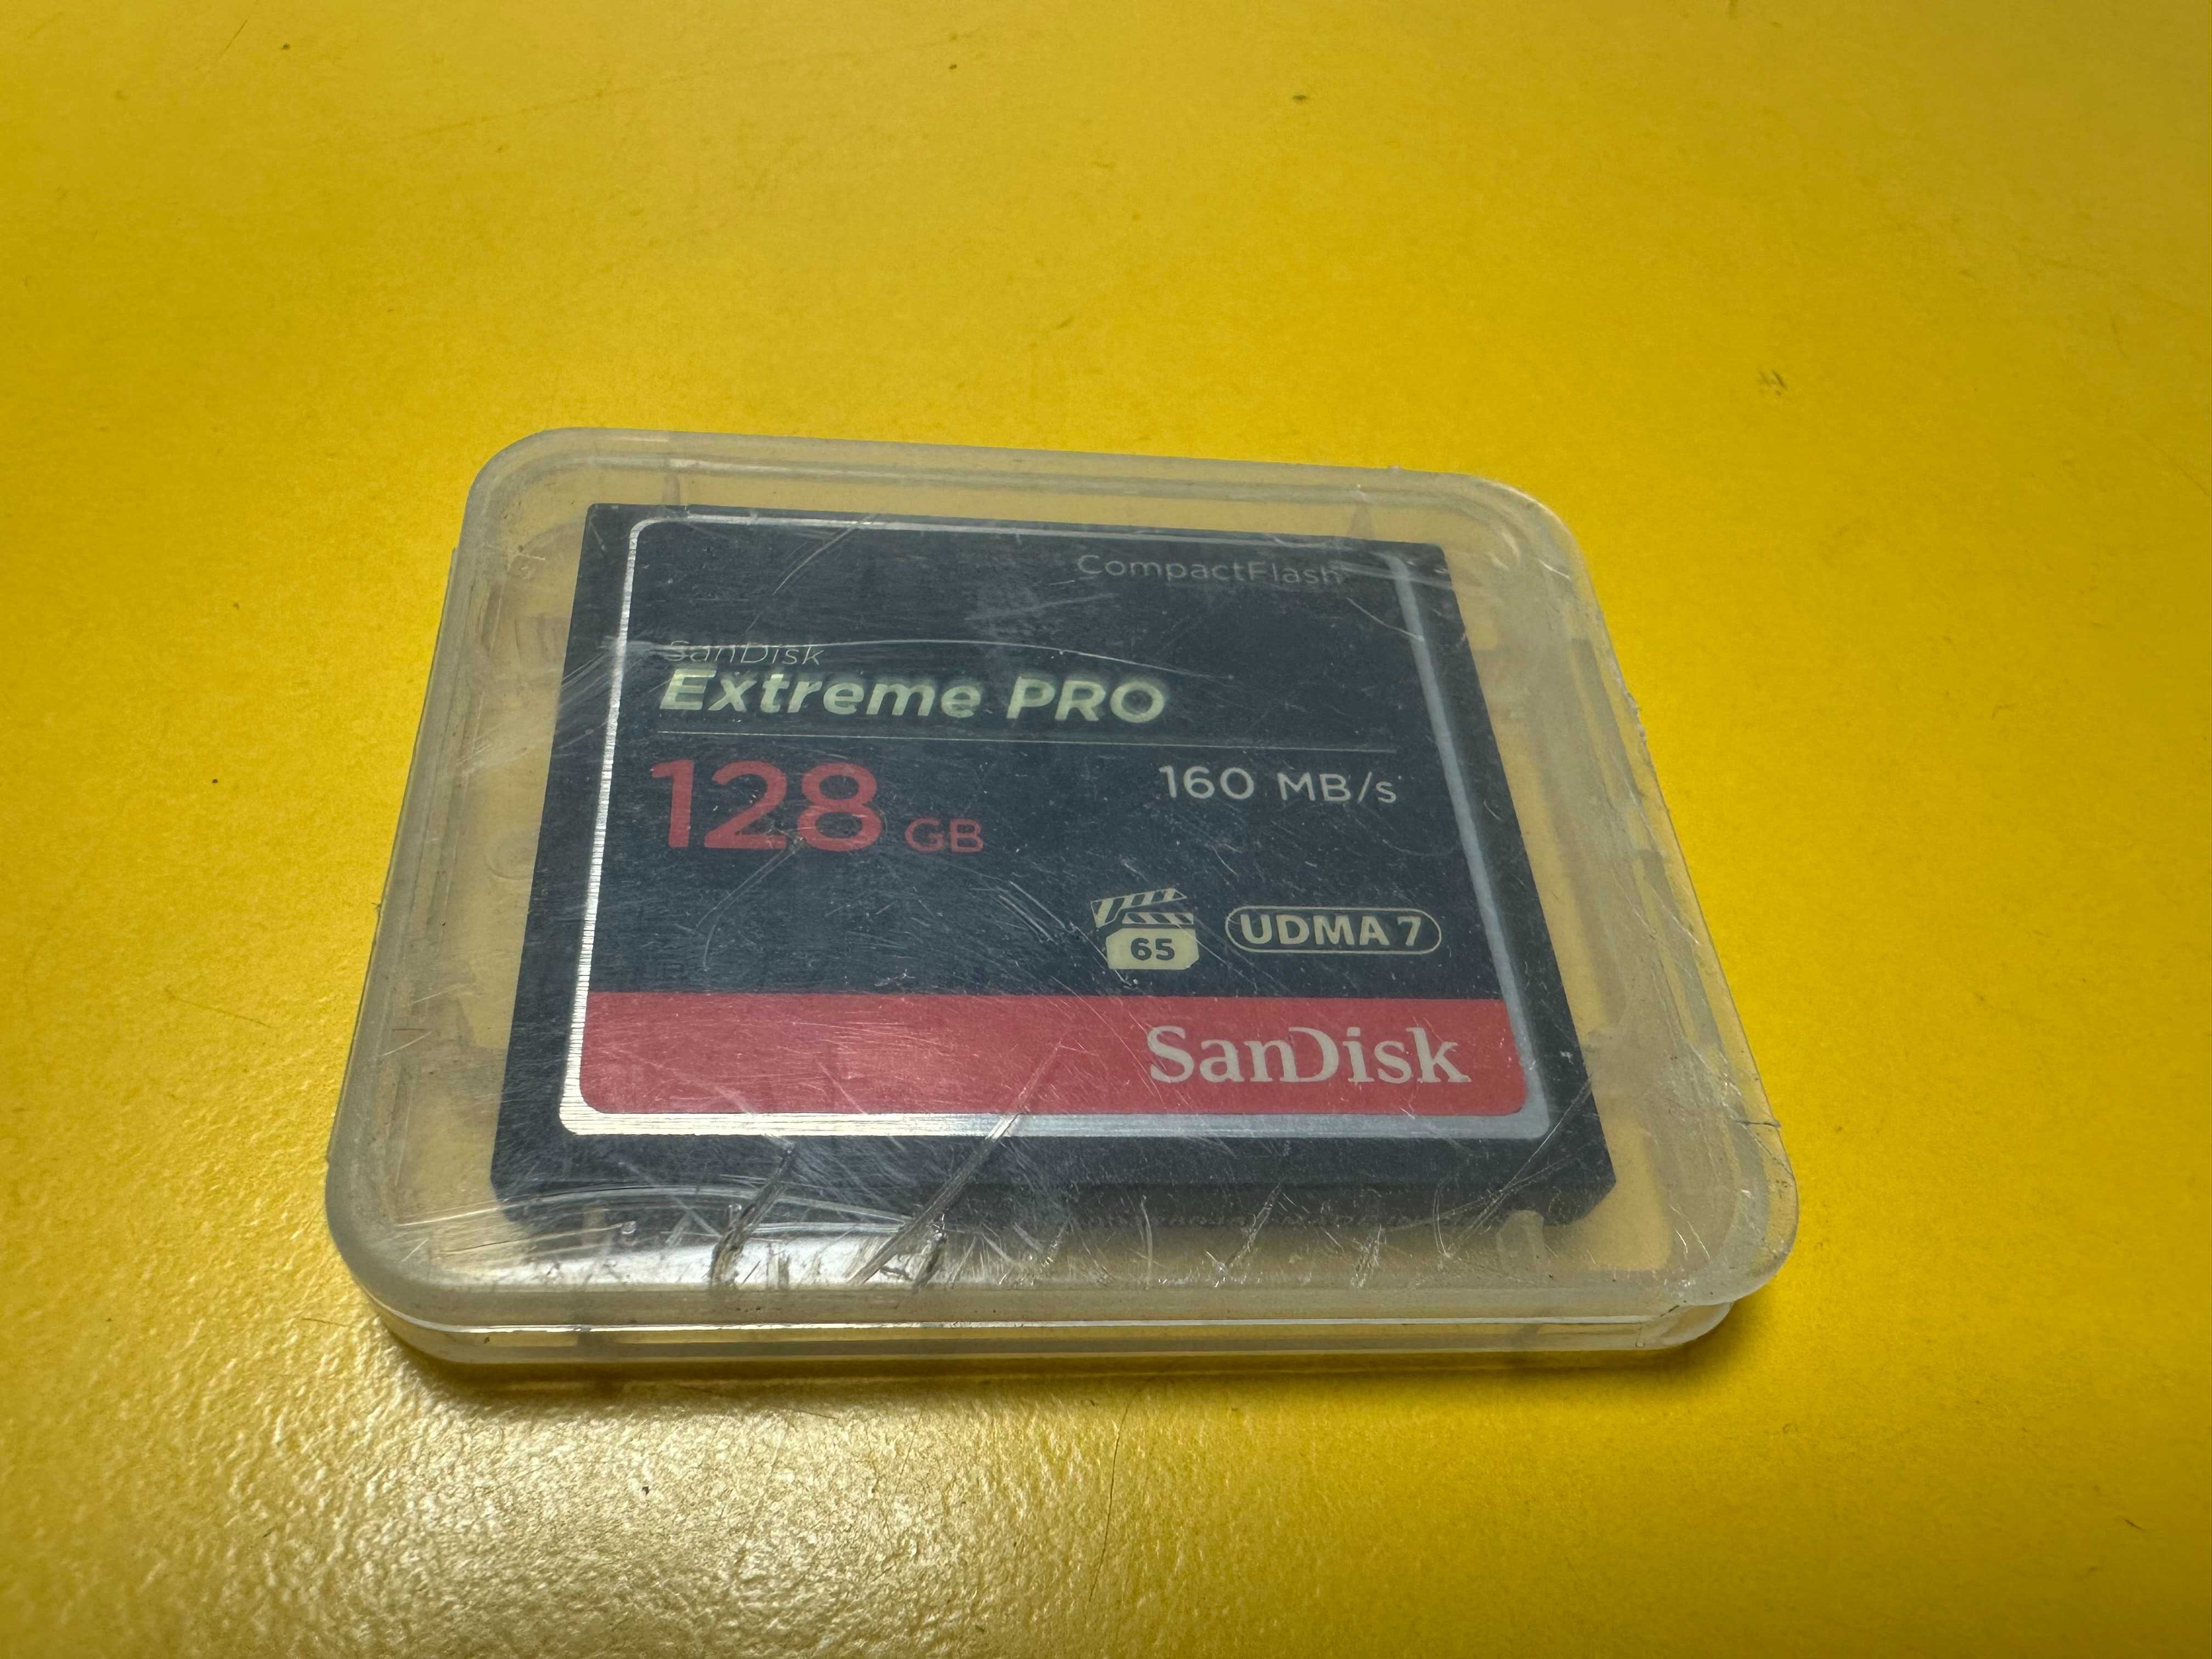 CompactFlash
SanDisk
Extreme PRO
128 GB
160 MB/s
65
UDMA 7
SanDisk